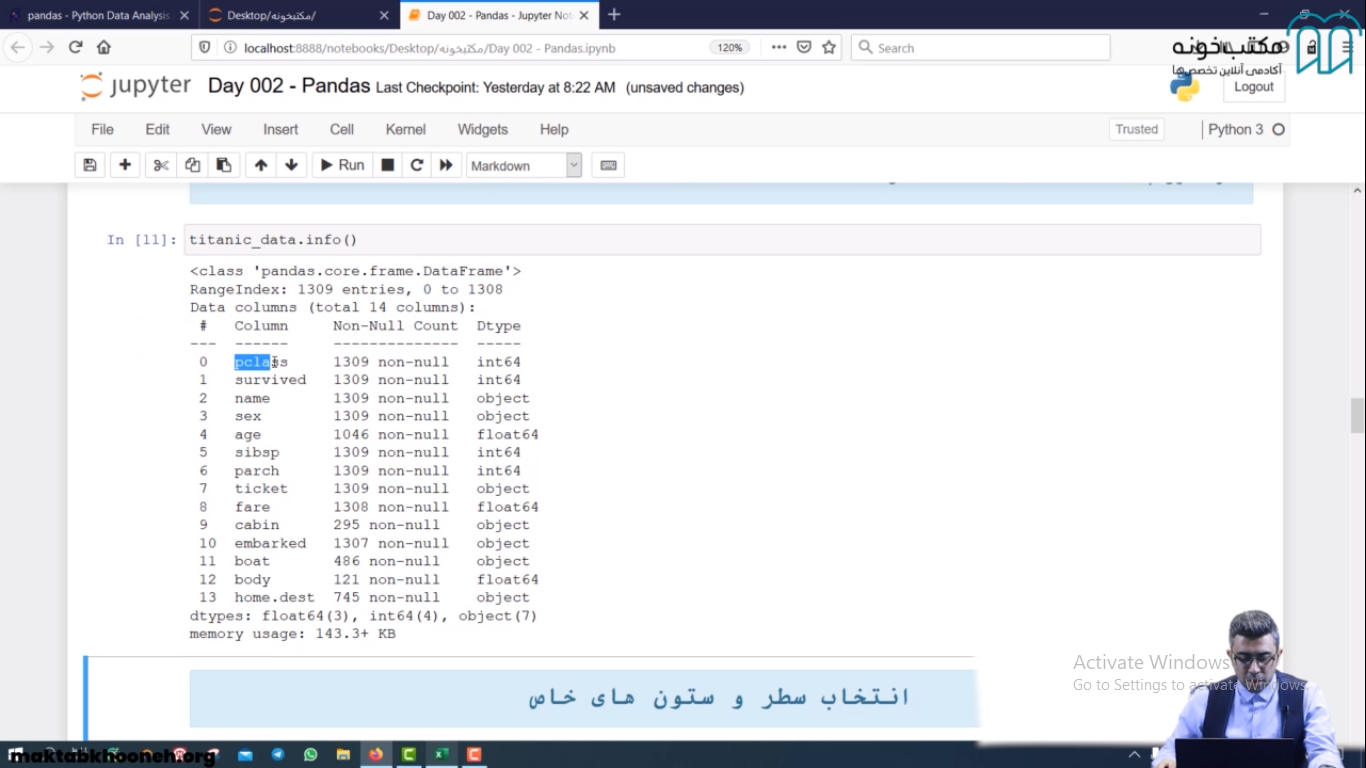 pandas - Python Data Analysis
Desktop/مکتبخونه/
Day 002 - Pandas - Jupyter Not
localhost:8888/notebooks/Desktop/مکتبخونه/Day 002 - Pandas.ipynb
120%
Search
مکتب‌خونه
آکادمی آنلاین تخصص‌ها
jupyter
Day 002 - Pandas Last Checkpoint: Yesterday at 8:22 AM (unsaved changes)
Logout
File Edit View Insert Cell Kernel Widgets Help
Trusted
Python 3
Run
Markdown
In [11]: titanic_data.info()
<class 'pandas.core.frame.DataFrame'>
RangeIndex: 1309 entries, 0 to 1308
Data columns (total 14 columns):
# Column Non-Null Count Dtype
--- ------ -------------- -----
0 pclass 1309 non-null int64
1 survived 1309 non-null int64
2 name 1309 non-null object
3 sex 1309 non-null object
4 age 1046 non-null float64
5 sibsp 1309 non-null int64
6 parch 1309 non-null int64
7 ticket 1309 non-null object
8 fare 1308 non-null float64
9 cabin 295 non-null object
10 embarked 1307 non-null object
11 boat 486 non-null object
12 body 121 non-null float64
13 home.dest 745 non-null object
dtypes: float64(3), int64(4), object(7)
memory usage: 143.3+ KB
انتخاب سطر و ستون های خاص
Activate Windows
Go to Settings to activate Windows.
maktabkhooneh.org